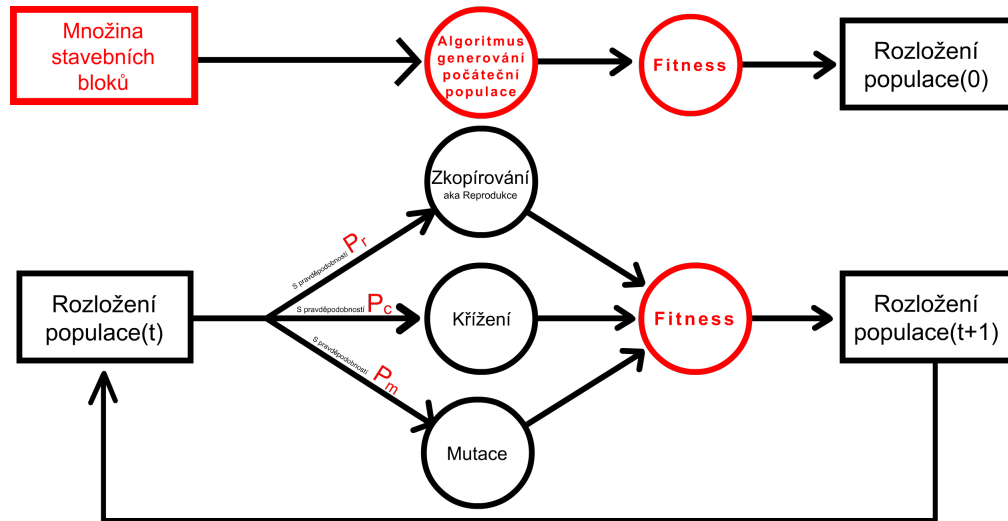 Množina
stavebních
bloků
Algoritmus
generování
počáteční
populace
Fitness
Rozložení
populace(0)
Zkopírování
aka Reprodukce
S pravděpodobností Pr
Rozložení
populace(t)
S pravděpodobností Pc
Křížení
Fitness
Rozložení
populace(t+1)
S pravděpodobností Pm
Mutace